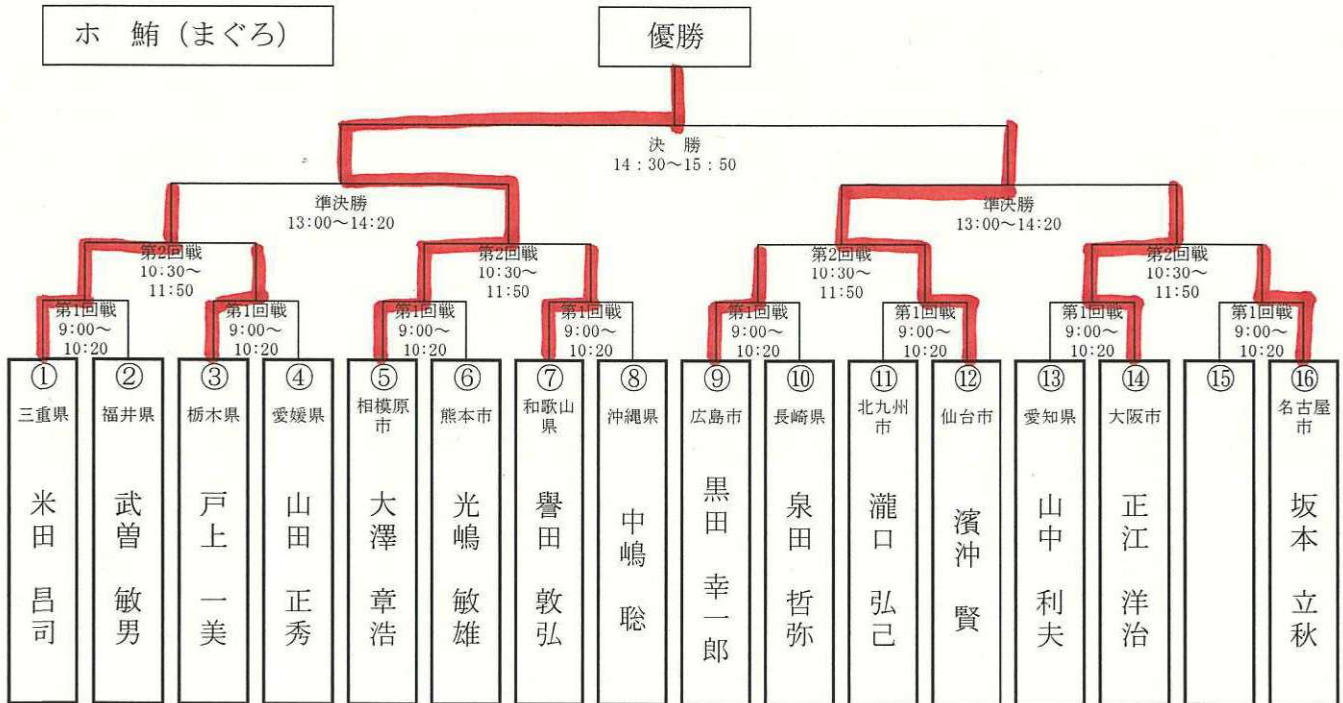 ホ 鮪 (まぐろ)
優勝
決 勝
14:30～15:50
準決勝
13:00～14:20
準決勝
13:00～14:20
第2回戦
10:30～
11:50
第2回戦
10:30～
11:50
第2回戦
10:30～
11:50
第2回戦
10:30～
11:50
第1回戦
9:00～
10:20
第1回戦
9:00～
10:20
第1回戦
9:00～
10:20
第1回戦
9:00～
10:20
第1回戦
9:00～
10:20
第1回戦
9:00～
10:20
第1回戦
9:00～
10:20
第1回戦
9:00～
10:20
①
三重県
米田 昌司
②
福井県
武曽 敏男
③
栃木県
戸上 一美
④
愛媛県
山田 正秀
⑤
相模原
市
大澤 章浩
⑥
熊本市
光嶋 敏雄
⑦
和歌山
県
譽田 敦弘
⑧
沖縄県
中嶋 聡
⑨
広島市
黒田 幸一郎
⑩
長崎県
泉田 哲弥
⑪
北九州
市
瀧口 弘己
⑫
仙台市
濱沖 賢
⑬
愛知県
山中 利夫
⑭
大阪市
正江 洋治
⑮
⑯
名古屋
市
坂本 立秋